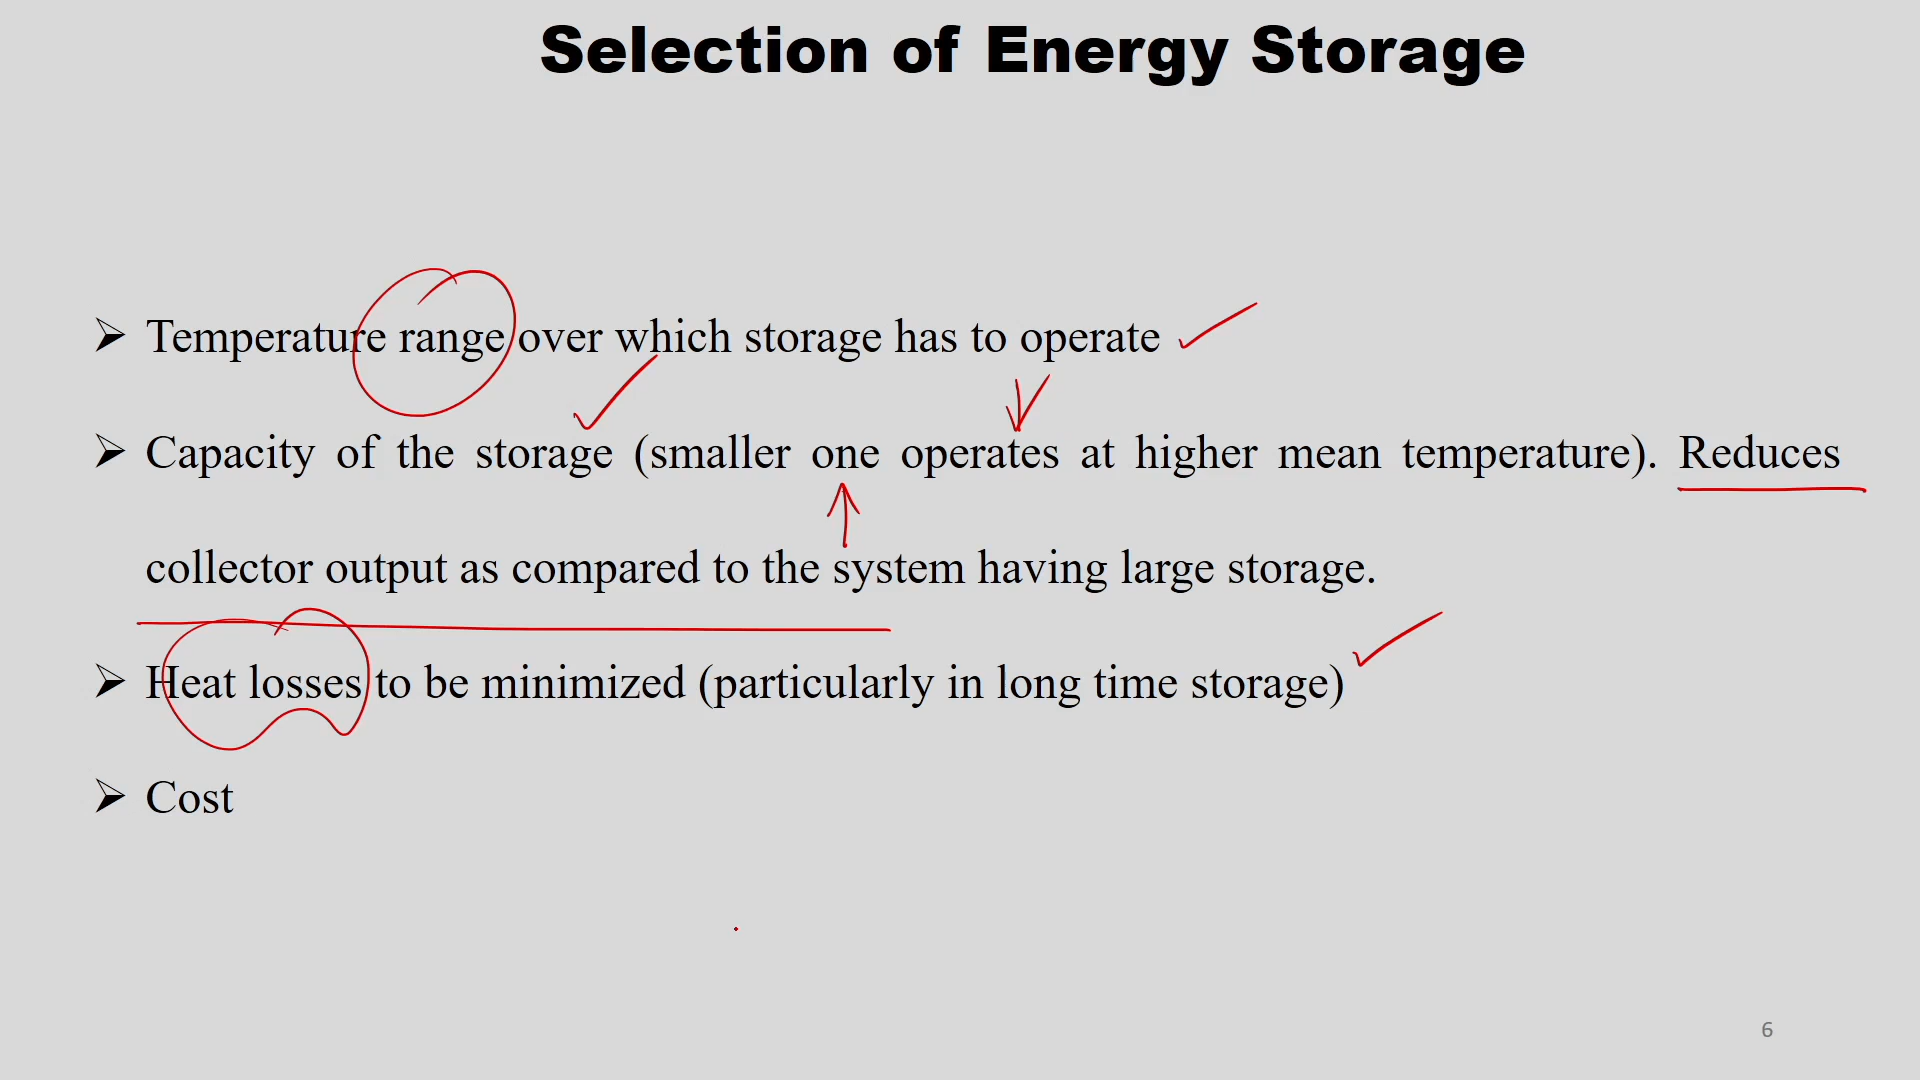 Selection of Energy Storage
➢ Temperature range over which storage has to operate
➢ Capacity of the storage (smaller one operates at higher mean temperature). Reduces
collector output as compared to the system having large storage.
➢ Heat losses to be minimized (particularly in long time storage)
➢ Cost
6